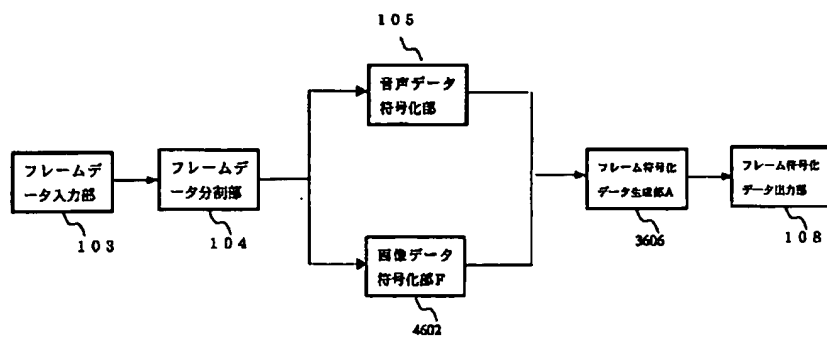 １０５
音声データ
符号化部
フレームデ
ータ入力部
１０３
フレームデ
ータ分割部
１０４
画像データ
符号化部Ｆ
4602
フレーム符号化
データ生成部A
3606
フレーム符号化
データ出力部
１０８